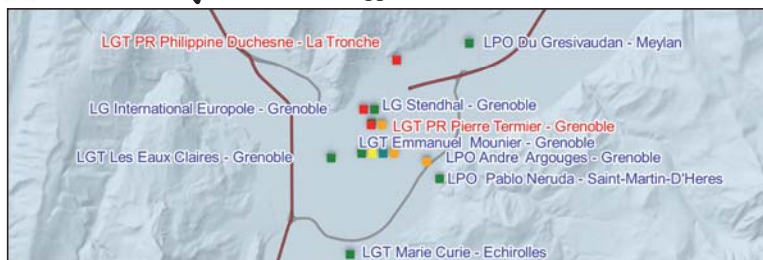 LGT PR Philippine Duchesne - La Tronche
LPO Du Gresivaudan - Meylan
LG International Europole - Grenoble
LG Stendhal - Grenoble
LGT PR Pierre Termier - Grenoble
LGT Emmanuel Mounier - Grenoble
LGT Les Eaux Claires - Grenoble
LPO Andre Argouges - Grenoble
LPO Pablo Neruda - Saint-Martin-D'Heres
LGT Marie Curie - Echirolles